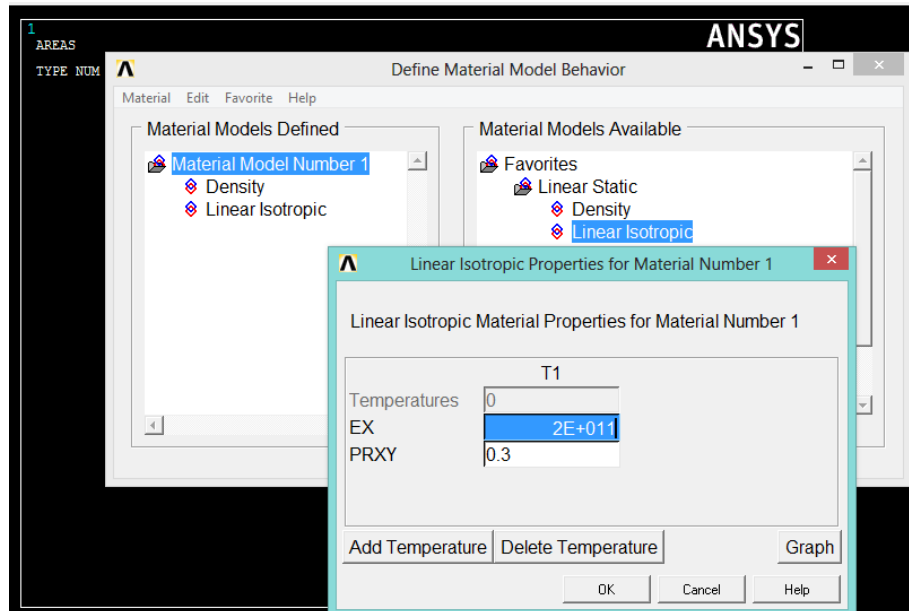 1
AREAS
ANSYS
TYPE NUM
Define Material Model Behavior
Material Edit Favorite Help
Material Models Defined
Material Models Available
Material Model Number 1
Favorites
Density
Linear Static
Linear Isotropic
Density
Linear Isotropic
Linear Isotropic Properties for Material Number 1
Linear Isotropic Material Properties for Material Number 1
T1
Temperatures 0
EX 2E+011
PRXY 0.3
Add Temperature Delete Temperature Graph
OK Cancel Help